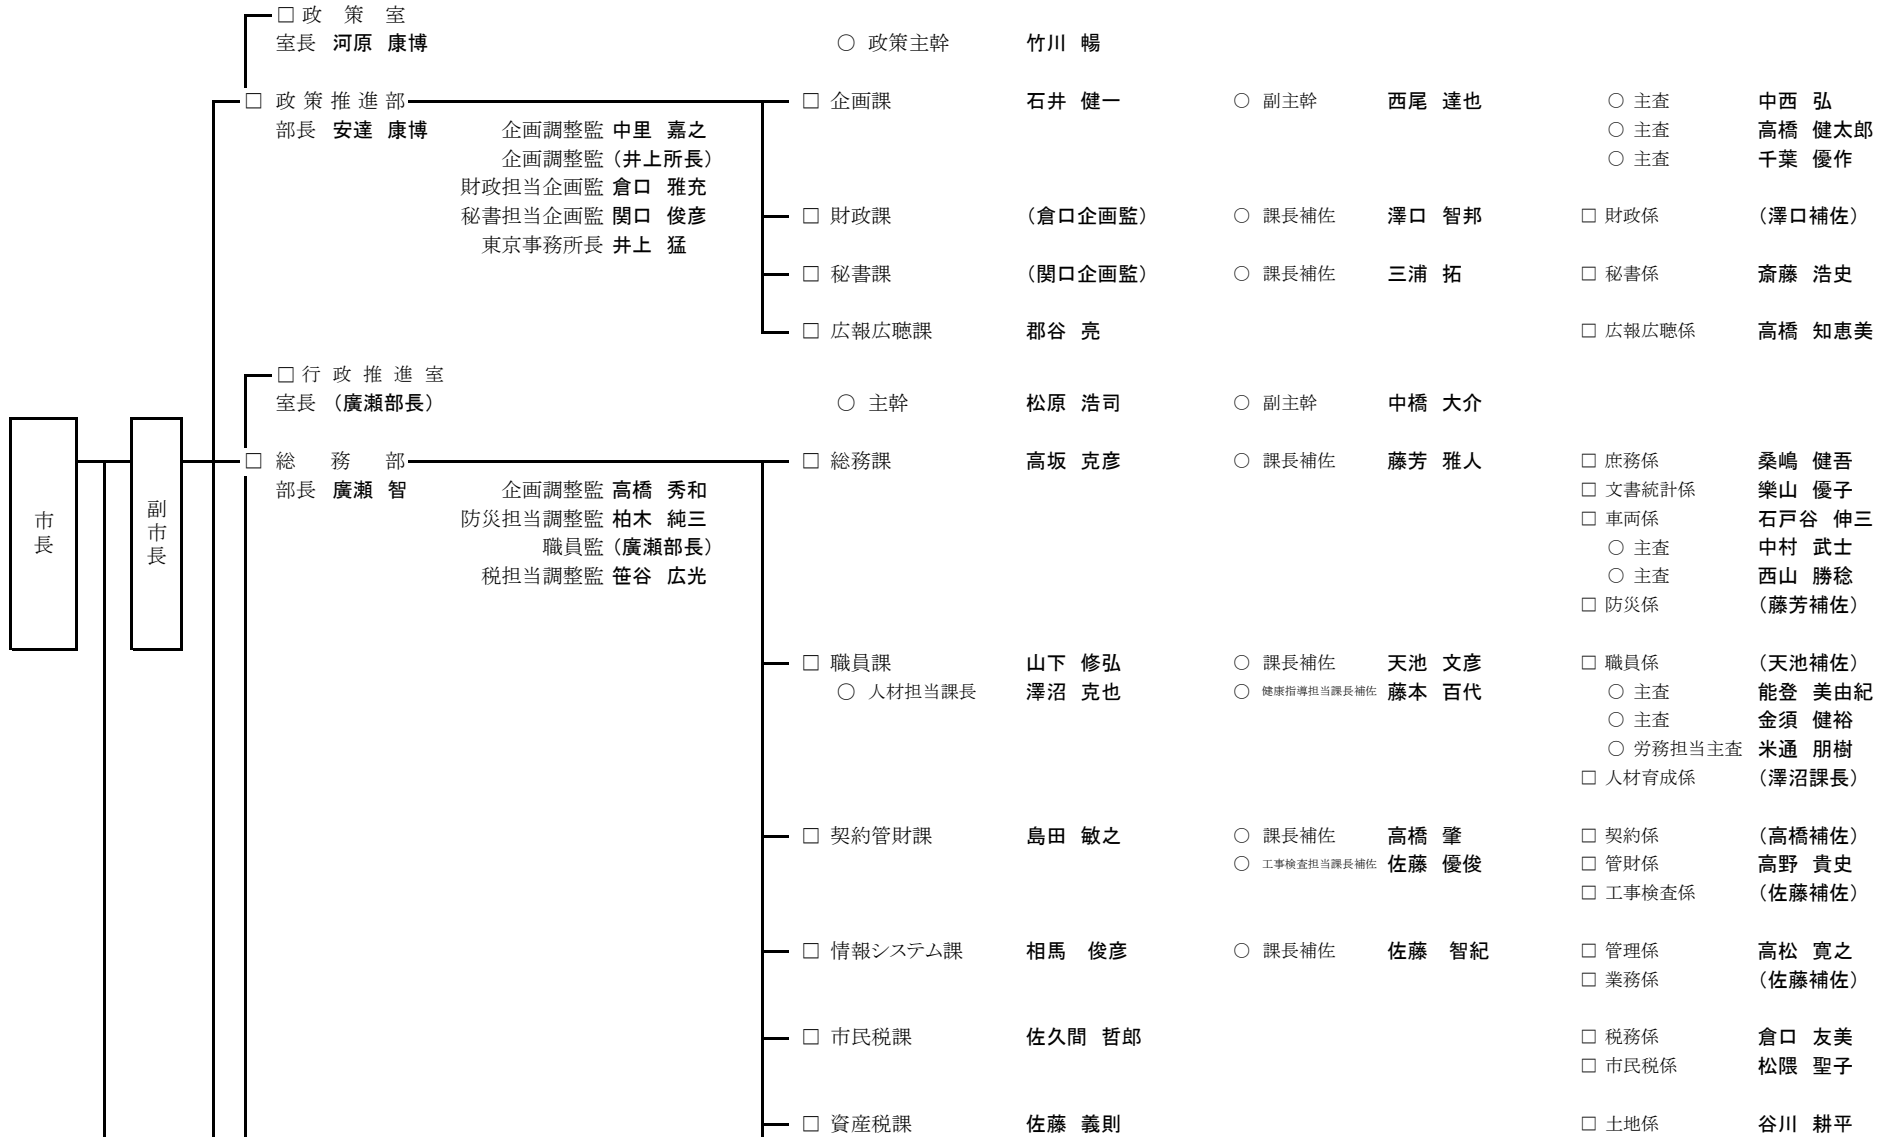 □ 政 策 室
室長 河原 康博 ○ 政策主幹 竹川 暢
□ 政 策 推 進 部 □ 企画課 石井 健一 ○ 副主幹 西尾 達也 ○ 主査 中西 弘
部長 安達 康博 企画調整監 中里 嘉之 ○ 主査 高橋 健太郎
企画調整監 (井上所長) ○ 主査 千葉 優作
財政担当企画監 倉口 雅充
秘書担当企画監 関口 俊彦 □ 財政課 (倉口企画監) ○ 課長補佐 澤口 智邦 □ 財政係 (澤口補佐)
東京事務所長 井上 猛
□ 秘書課 (関口企画監) ○ 課長補佐 三浦 拓 □ 秘書係 斎藤 浩史
□ 広報広聴課 郡谷 亮 □ 広報広聴係 高橋 知恵美
□ 行 政 推 進 室
室長 (廣瀬部長) ○ 主幹 松原 浩司 ○ 副主幹 中橋 大介
□ 総 務 部 □ 総務課 高坂 克彦 ○ 課長補佐 藤芳 雅人 □ 庶務係 桑嶋 健吾
部長 廣瀬 智 企画調整監 高橋 秀和 □ 文書統計係 樂山 優子
市長 副市長 防災担当調整監 柏木 純三 □ 車両係 石戸谷 伸三
職員監 (廣瀬部長) ○ 主査 中村 武士
税担当調整監 笹谷 広光 ○ 主査 西山 勝稔
□ 防災係 (藤芳補佐)
□ 職員課 山下 修弘 ○ 課長補佐 天池 文彦 □ 職員係 (天池補佐)
○ 人材担当課長 澤沼 克也 ○ 健康指導担当課長補佐 藤本 百代 ○ 主査 能登 美由紀
○ 主査 金須 健裕
○ 労務担当主査 米通 朋樹
□ 人材育成係 (澤沼課長)
□ 契約管財課 島田 敏之 ○ 課長補佐 高橋 肇 □ 契約係 (高橋補佐)
○ 工事検査担当課長補佐 佐藤 優俊 □ 管財係 高野 貴史
□ 工事検査係 (佐藤補佐)
□ 情報システム課 相馬 俊彦 ○ 課長補佐 佐藤 智紀 □ 管理係 高松 寛之
□ 業務係 (佐藤補佐)
□ 市民税課 佐久間 哲郎 □ 税務係 倉口 友美
□ 市民税係 松隈 聖子
□ 資産税課 佐藤 義則 □ 土地係 谷川 耕平